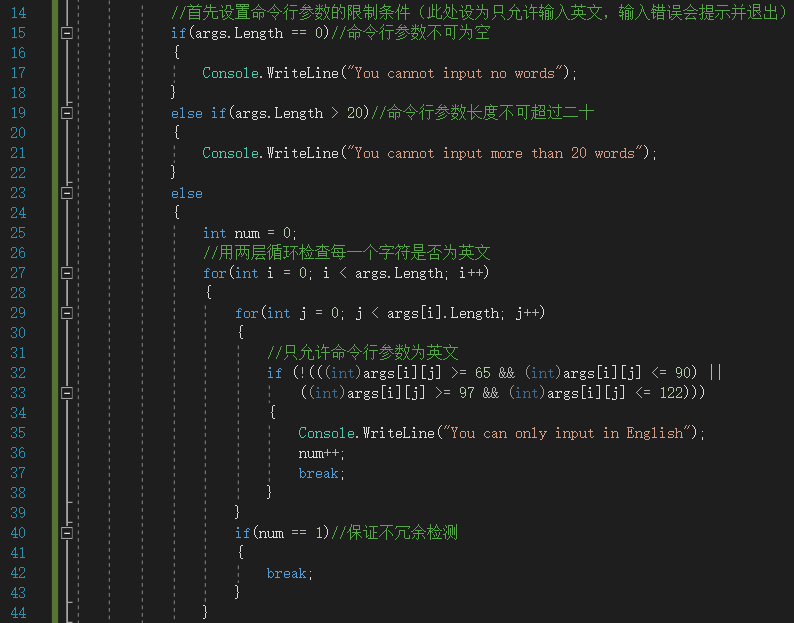 14 //首先设置命令行参数的限制条件（此处设为只允许输入英文，输入错误会提示并退出）
15 if(args.Length == 0)//命令行参数不可为空
16 {
17 Console.WriteLine("You cannot input no words");
18 }
19 else if(args.Length > 20)//命令行参数长度不可超过二十
20 {
21 Console.WriteLine("You cannot input more than 20 words");
22 }
23 else
24 {
25 int num = 0;
26 //用两层循环检查每一个字符是否为英文
27 for(int i = 0; i < args.Length; i++)
28 {
29 for(int j = 0; j < args[i].Length; j++)
30 {
31 //只允许命令行参数为英文
32 if (!(((int)args[i][j] >= 65 && (int)args[i][j] <= 90) ||
33 ((int)args[i][j] >= 97 && (int)args[i][j] <= 122)))
34 {
35 Console.WriteLine("You can only input in English");
36 num++;
37 break;
38 }
39 }
40 if(num == 1)//保证不冗余检测
41 {
42 break;
43 }
44 }